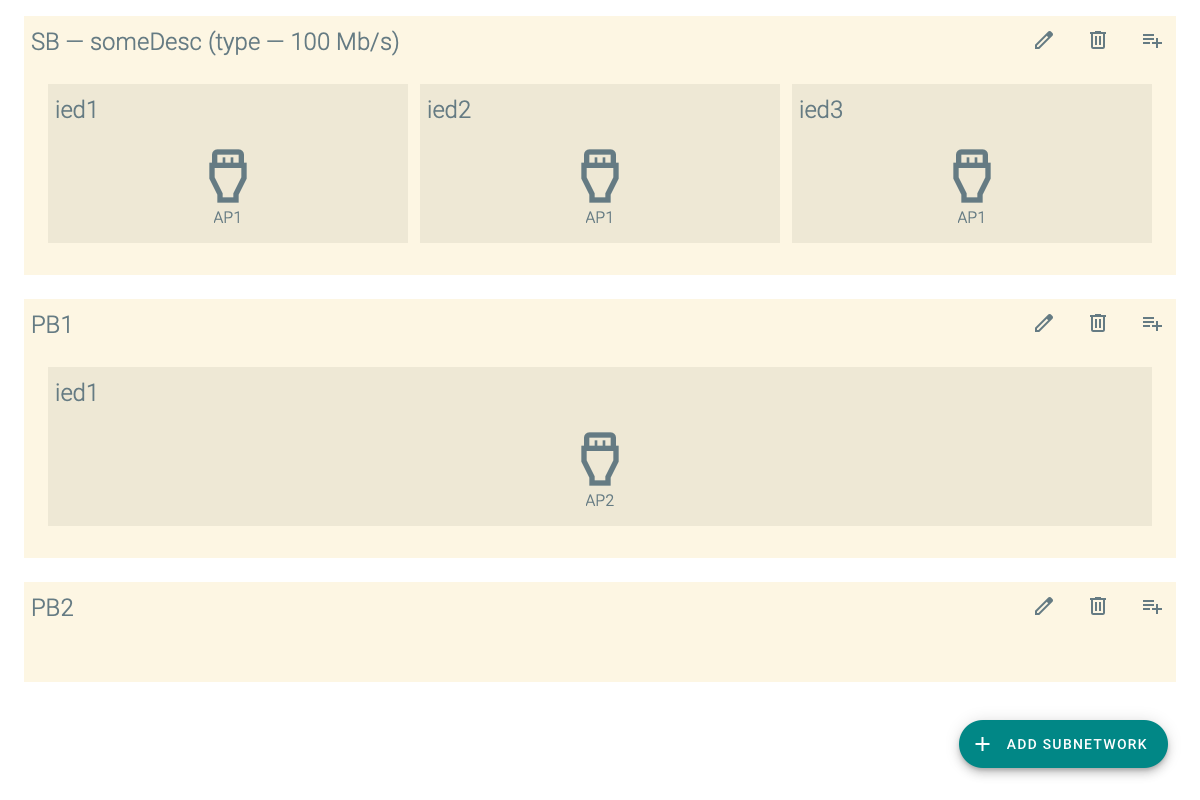 SB — someDesc (type — 100 Mb/s)
ied1
ied2
ied3
AP1
AP1
AP1
PB1
ied1
AP2
PB2
ADD SUBNETWORK